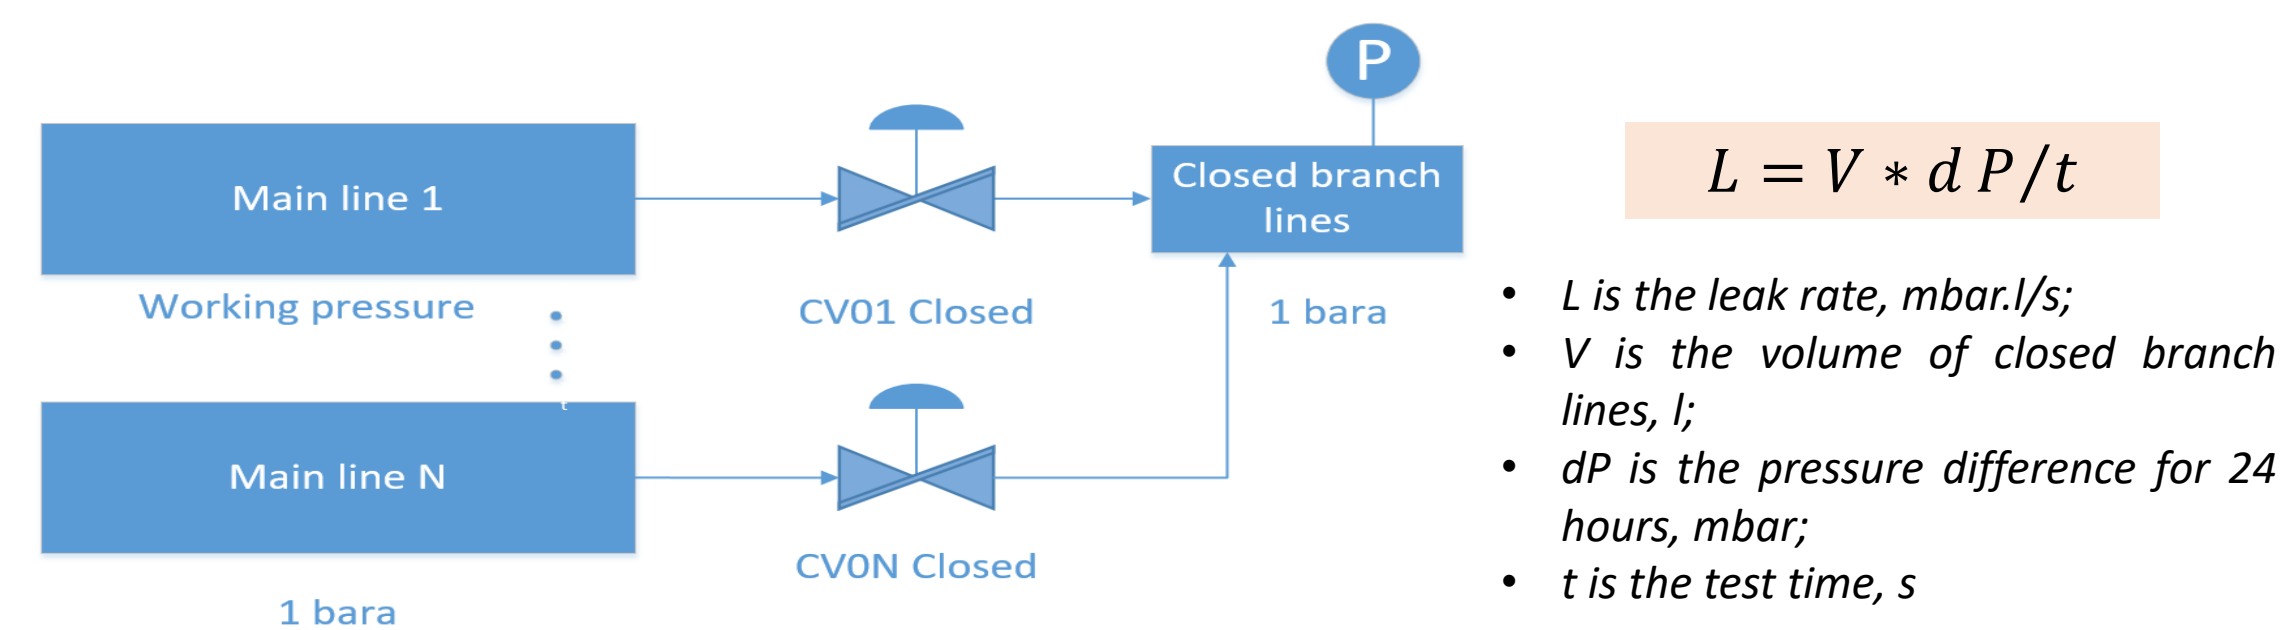 P
Main line 1
Closed branch
lines
L = V * d P/t
Working pressure
CV01 Closed
1 bara
t
Main line N
CV0N Closed
1 bara
• L is the leak rate, mbar.l/s;
• V is the volume of closed branch
lines, l;
• dP is the pressure difference for 24
hours, mbar;
• t is the test time, s